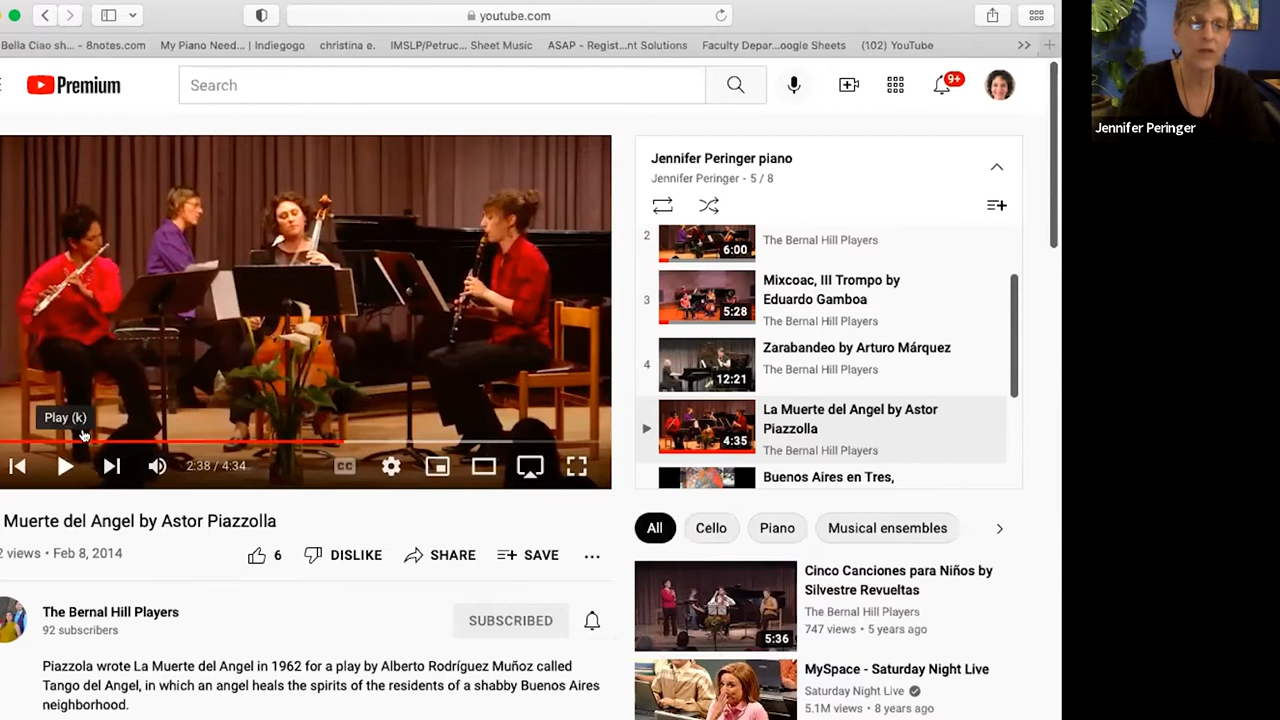 youtube.com
Bella Ciao sh... - 8notes.com
My Piano Need... | Indiegogo
christina e.
IMSLP/Petruc... Sheet Music
ASAP - Regist...nt Solutions
Faculty Depar...oogle Sheets
(102) YouTube
Premium
Search
9+
Jennifer Peringer
Jennifer Peringer piano
Jennifer Peringer - 5 / 8
2
6:00
The Bernal Hill Players
3
5:28
Mixcoac, III Trompo by
Eduardo Gamboa
The Bernal Hill Players
4
12:21
Zarabandeo by Arturo Márquez
The Bernal Hill Players
4:35
La Muerte del Angel by Astor
Piazzolla
The Bernal Hill Players
Buenos Aires en Tres,
Play (k)
2:38 / 4:34
CC
Muerte del Angel by Astor Piazzolla
2 views • Feb 8, 2014
6
DISLIKE
SHARE
SAVE
The Bernal Hill Players
92 subscribers
SUBSCRIBED
Piazzola wrote La Muerte del Angel in 1962 for a play by Alberto Rodríguez Muñoz called
Tango del Angel, in which an angel heals the spirits of the residents of a shabby Buenos Aires
neighborhood.
All
Cello
Piano
Musical ensembles
5:36
Cinco Canciones para Niños by
Silvestre Revueltas
The Bernal Hill Players
747 views • 5 years ago
MySpace - Saturday Night Live
Saturday Night Live
5.1M views • 8 years ago